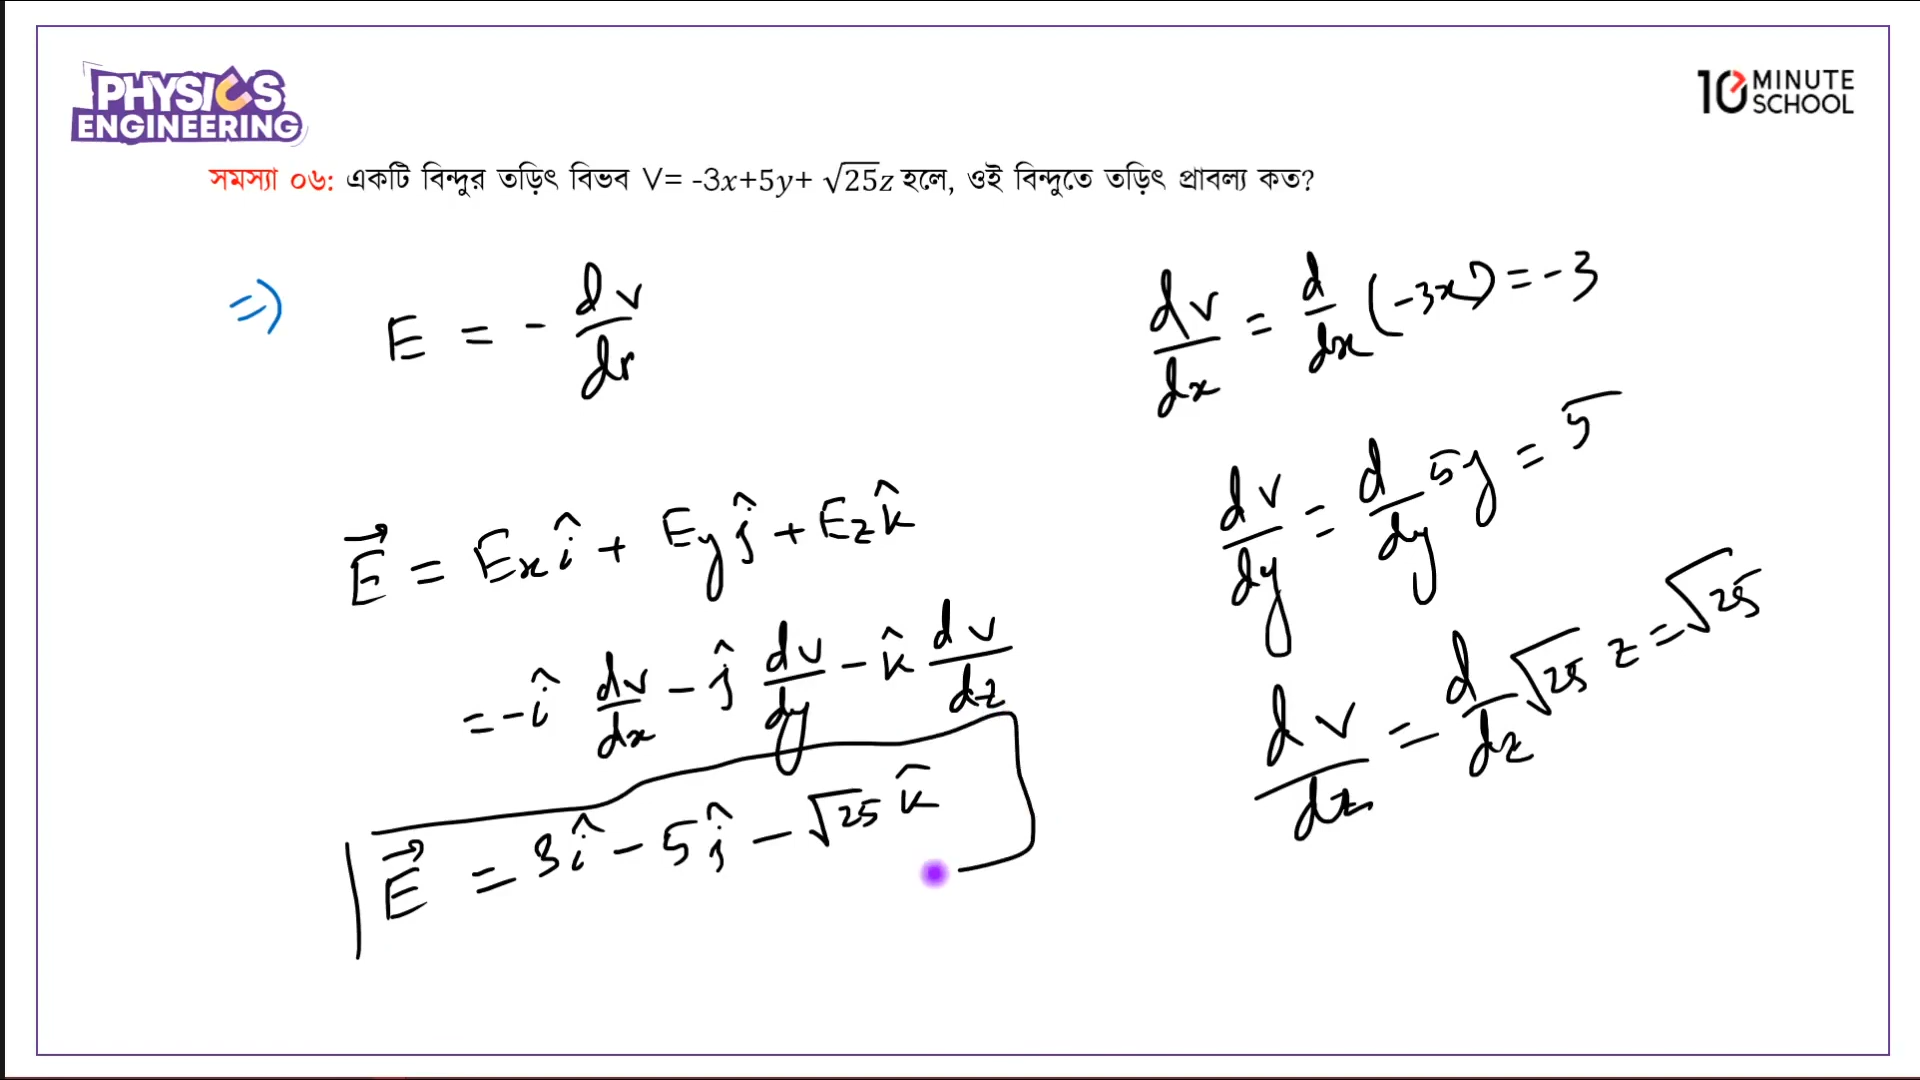 PHYSICS
ENGINEERING
10 MINUTE
SCHOOL
সমস্যা ০৬: একটি বিন্দুর তড়িৎ বিভব V= -3x+5y+ √25z হলে, ওই বিন্দুতে তড়িৎ প্রাবল্য কত?
=> E = - dv/dr
E⃗ = Ex î + Ey ĵ + Ez k̂
= - î dv/dx - ĵ dv/dy - k̂ dv/dz
E⃗ = 3 î - 5 ĵ - √25 k̂
dv/dx = d/dx (-3x) = -3
dv/dy = d/dy 5y = 5
dv/dz = d/dz √25 z = √25